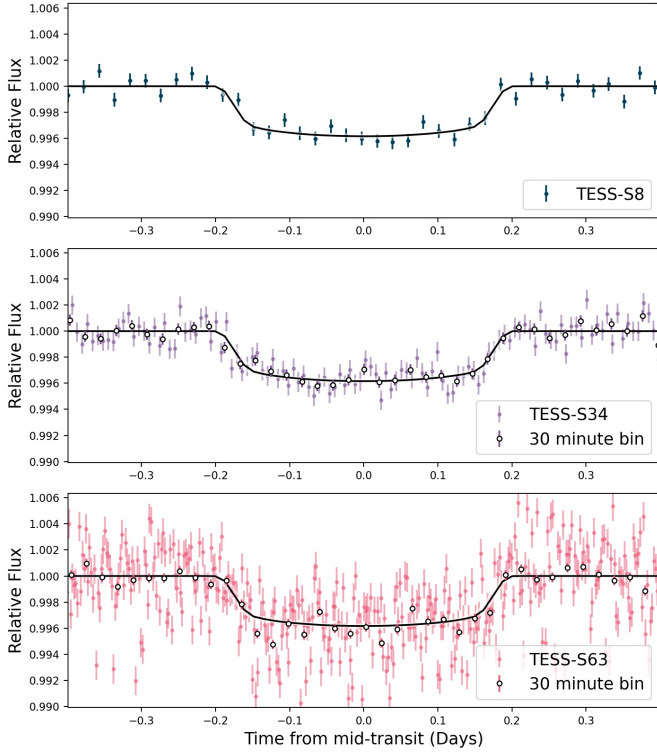 1.006
1.004
1.002
1.000
0.998
0.996
0.994
0.992
0.990
Relative Flux
TESS-S8
−0.3 −0.2 −0.1 0.0 0.1 0.2 0.3
1.006
1.004
1.002
1.000
0.998
0.996
0.994
0.992
0.990
Relative Flux
TESS-S34
30 minute bin
−0.3 −0.2 −0.1 0.0 0.1 0.2 0.3
1.006
1.004
1.002
1.000
0.998
0.996
0.994
0.992
0.990
Relative Flux
TESS-S63
30 minute bin
−0.3 −0.2 −0.1 0.0 0.1 0.2 0.3
Time from mid-transit (Days)